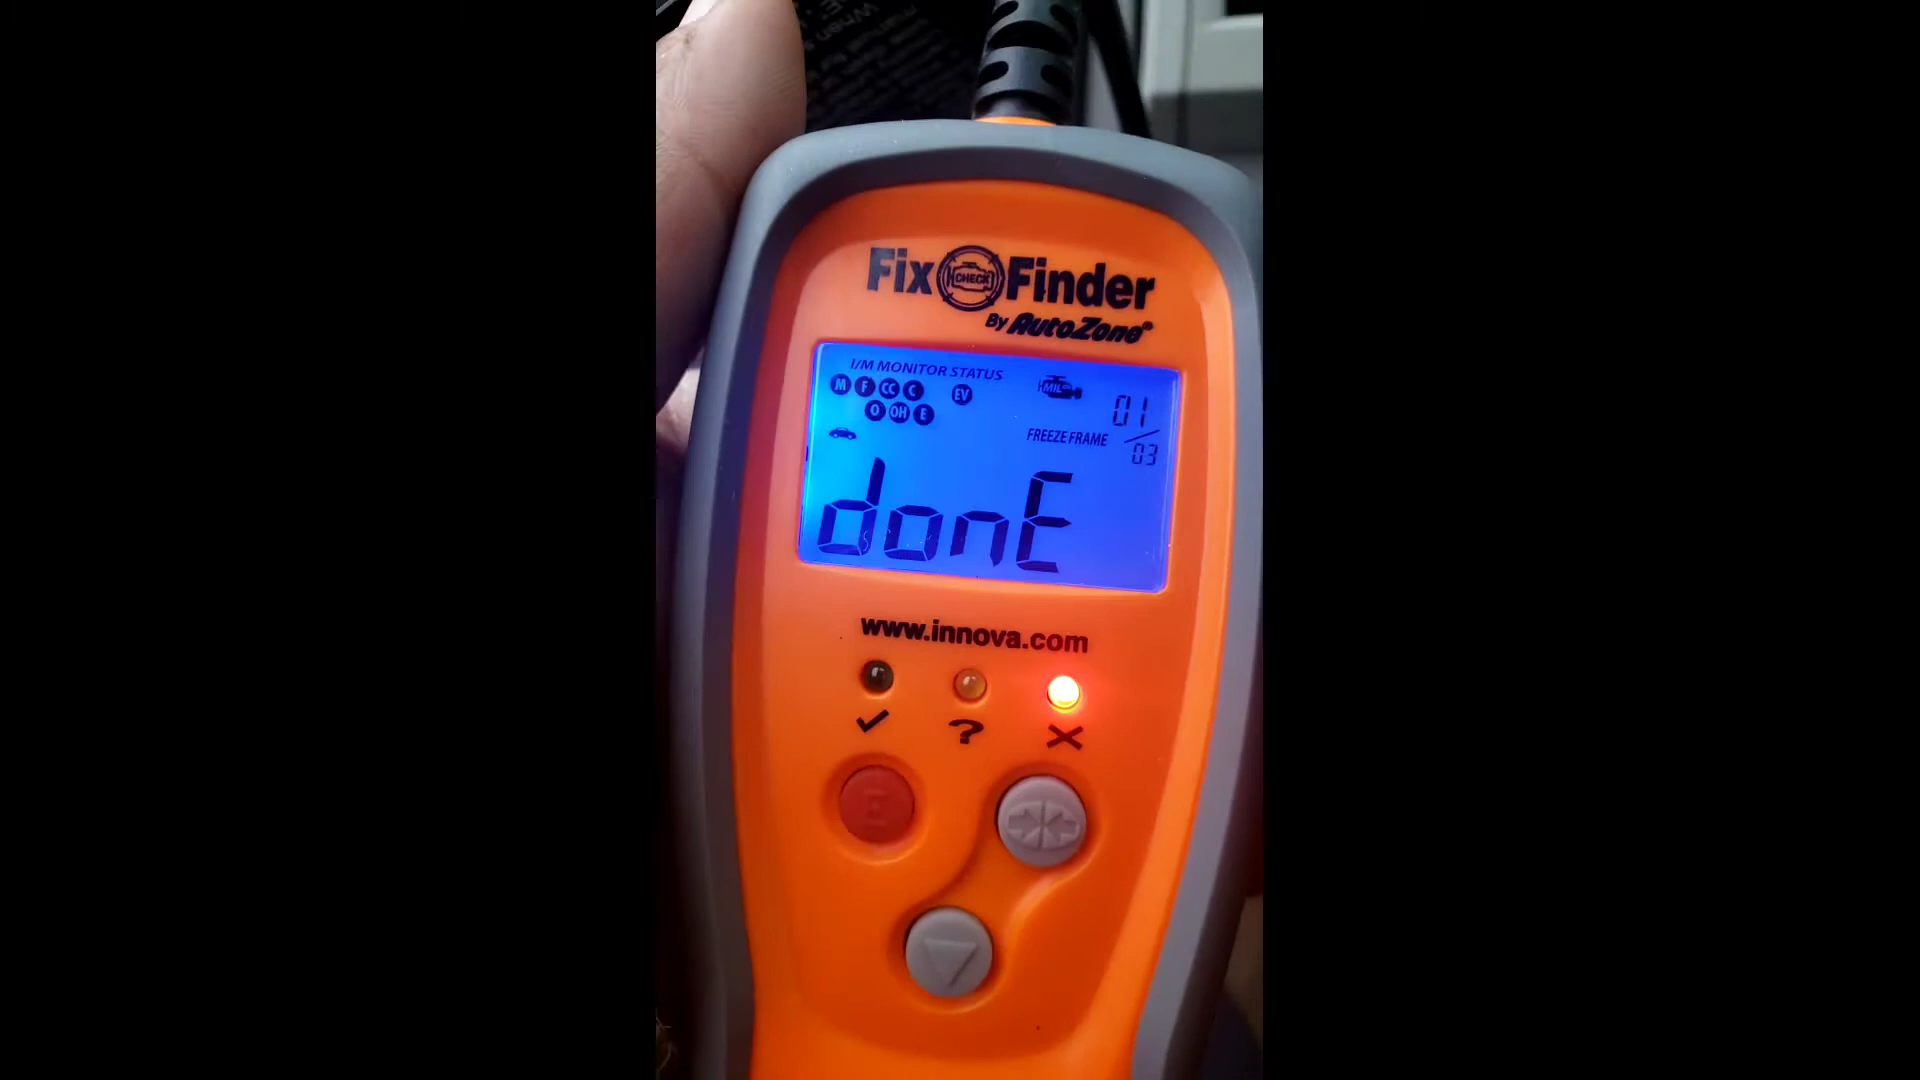 Fix CHECK Finder
By AutoZone®
I/M MONITOR STATUS
M F CC C EV
O OH E
MIL
01
FREEZE FRAME
03
donE
www.innova.com
✓ ? X
E